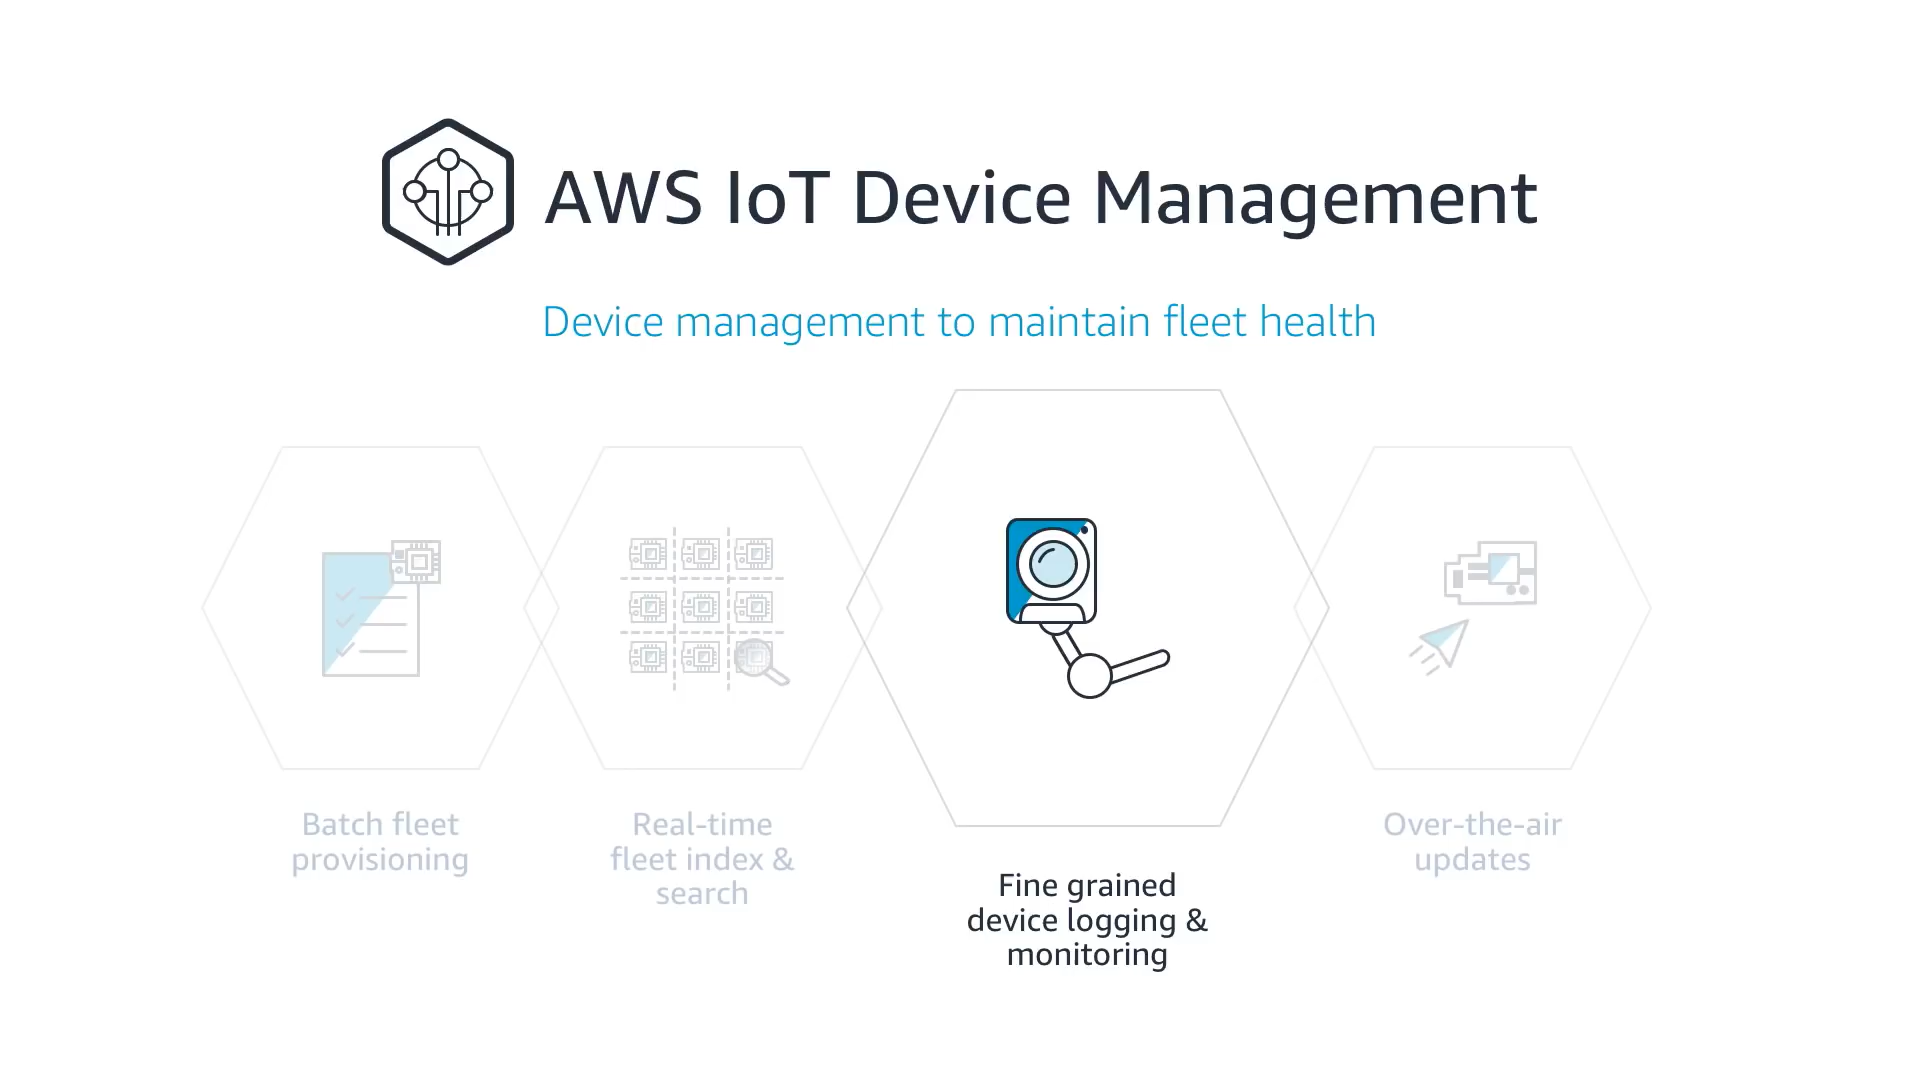 AWS IoT Device Management
Device management to maintain fleet health
Batch fleet
provisioning
Real-time
fleet index &
search
Fine grained
device logging &
monitoring
Over-the-air
updates